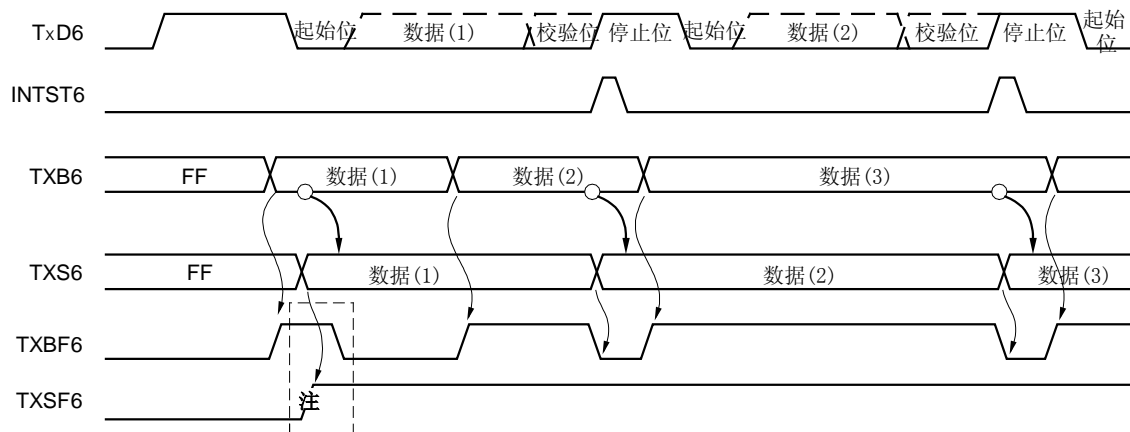 TxD6 起始位 数据(1) 校验位 停止位 起始位 数据(2) 校验位 停止位 起始位
INTST6
TXB6 FF 数据(1) 数据(2) 数据(3)
TXS6 FF 数据(1) 数据(2) 数据(3)
TXBF6
TXSF6 注